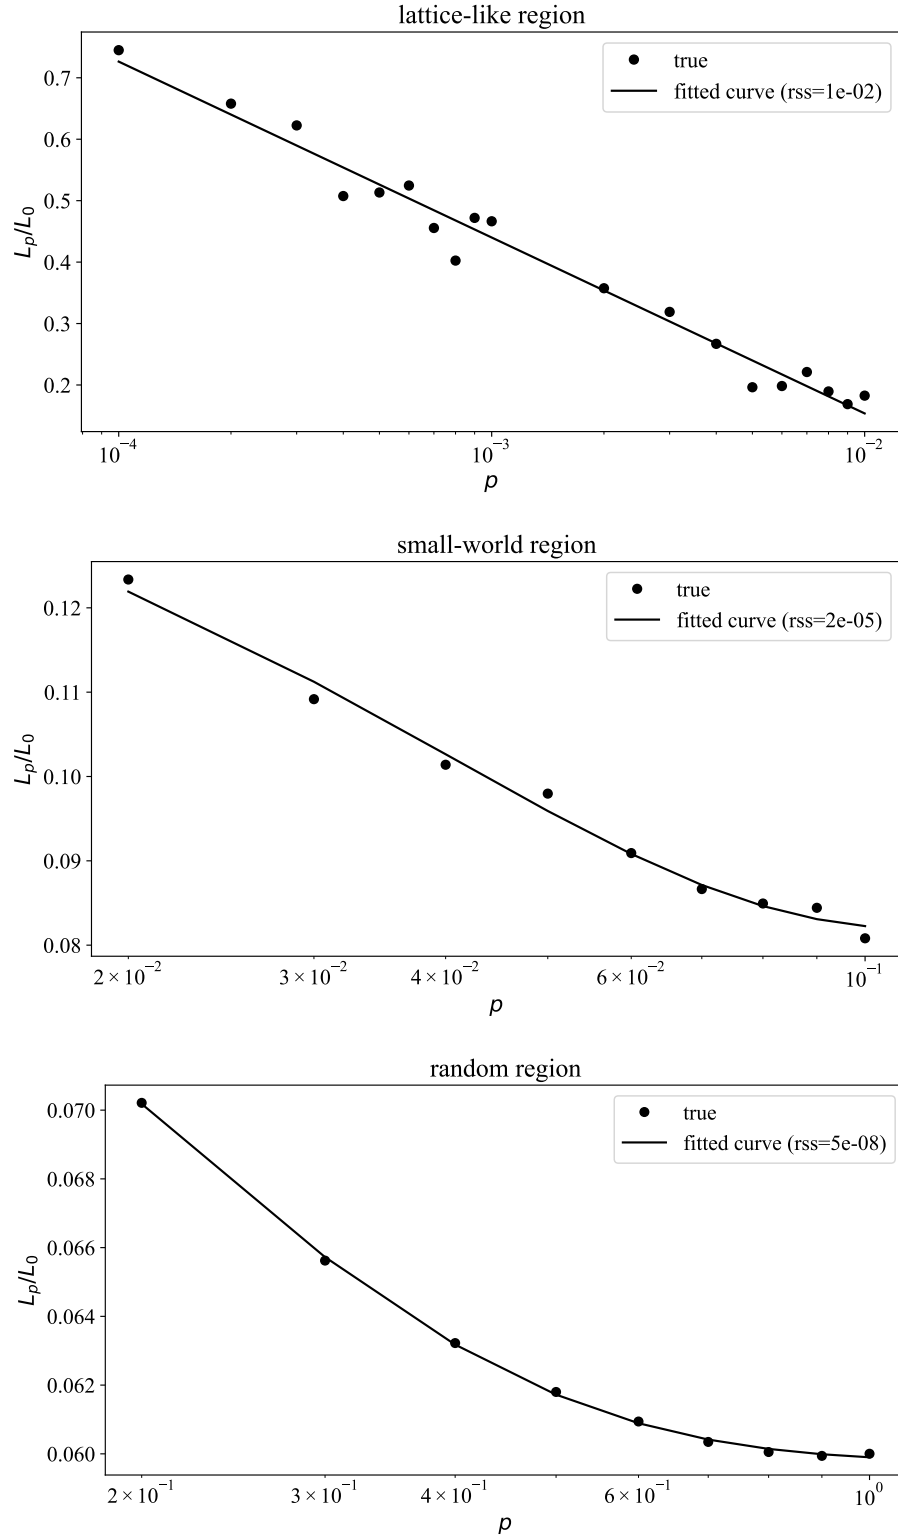 lattice-like region
true
fitted curve (rss=1e-02)
0.7
0.6
0.5
0.4
0.3
0.2
L_p/L_0
10⁻⁴
10⁻³
10⁻²
p
small-world region
true
fitted curve (rss=2e-05)
0.12
0.11
0.10
0.09
0.08
L_p/L_0
2 × 10⁻²
3 × 10⁻²
4 × 10⁻²
6 × 10⁻²
10⁻¹
p
random region
true
fitted curve (rss=5e-08)
0.070
0.068
0.066
0.064
0.062
0.060
L_p/L_0
2 × 10⁻¹
3 × 10⁻¹
4 × 10⁻¹
6 × 10⁻¹
10⁰
p